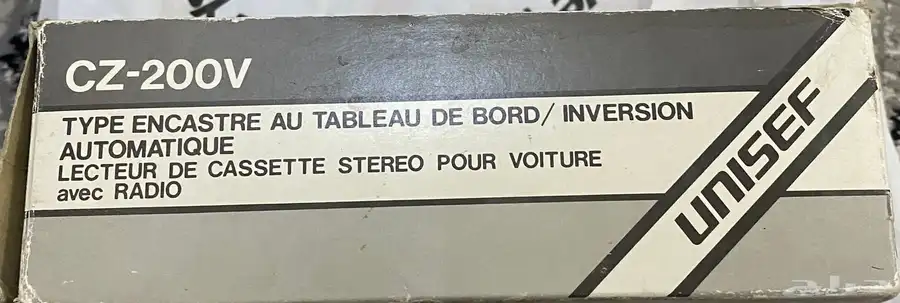 CZ-200V
TYPE ENCASTRE AU TABLEAU DE BORD/INVERSION
AUTOMATIQUE
LECTEUR DE CASSETTE STEREO POUR VOITURE
avec RADIO
UNISEF